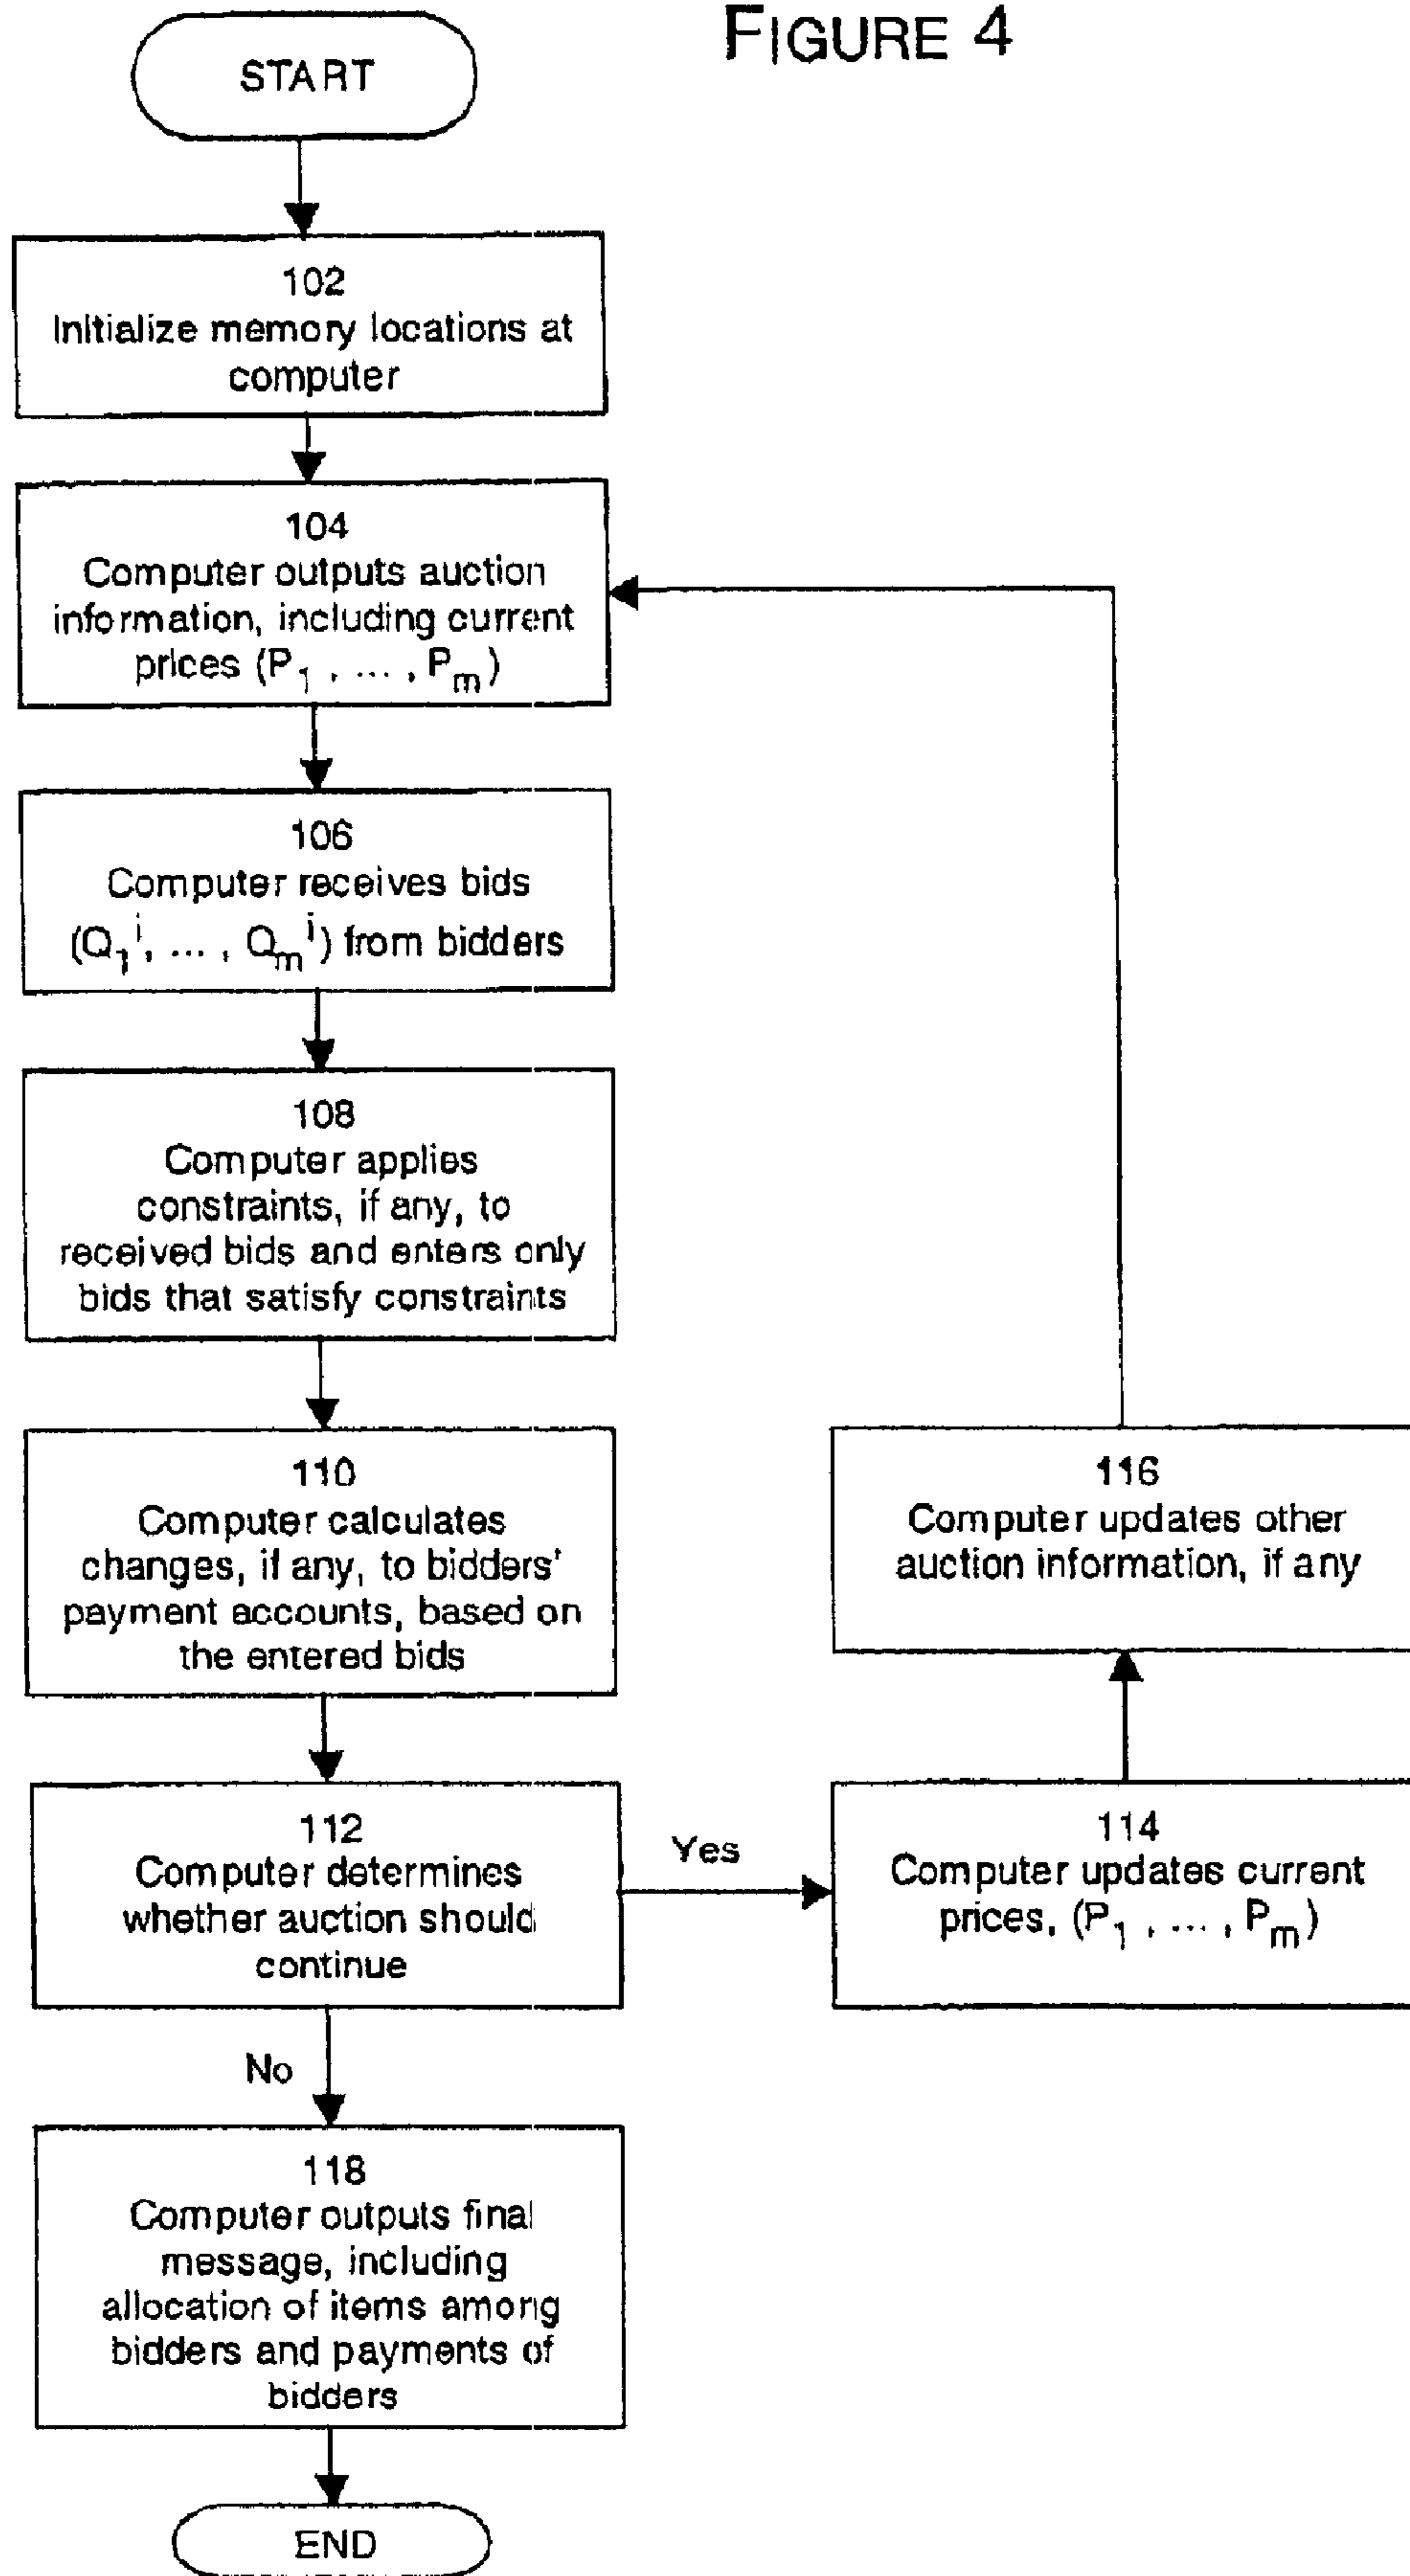 FIGURE 4
START
102
Initialize memory locations at
computer
104
Computer outputs auction
information, including current
prices (P1 , ... , Pm)
106
Computer receives bids
(Q1^i, ... , Qm^i) from bidders
108
Computer applies
constraints, if any, to
received bids and enters only
bids that satisfy constraints
110
Computer calculates
changes, if any, to bidders'
payment accounts, based on
the entered bids
116
Computer updates other
auction information, if any
112
Computer determines
whether auction should
continue
Yes
114
Computer updates current
prices, (P1 , ... , Pm)
No
118
Computer outputs final
message, including
allocation of items among
bidders and payments of
bidders
END